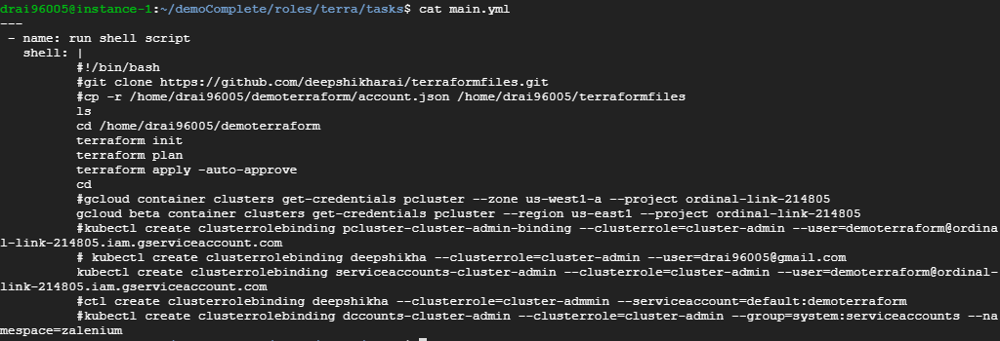 drai96005@instance-1:~/demoComplete/roles/terra/tasks$ cat main.yml
---
 - name: run shell script
   shell: |
          #!/bin/bash
          #git clone https://github.com/deepshikharai/terraformfiles.git
          #cp -r /home/drai96005/demoterraform/account.json /home/drai96005/terraformfiles
          ls
          cd /home/drai96005/demoterraform
          terraform init
          terraform plan
          terraform apply -auto-approve
          cd
          #gcloud container clusters get-credentials pcluster --zone us-west1-a --project ordinal-link-214805
          gcloud beta container clusters get-credentials pcluster --region us-east1 --project ordinal-link-214805
          #kubectl create clusterrolebinding pcluster-cluster-admin-binding --clusterrole=cluster-admin --user=demoterraform@ordina
l-link-214805.iam.gserviceaccount.com
          # kubectl create clusterrolebinding deepshikha --clusterrole=cluster-admin --user=drai96005@gmail.com
          kubectl create clusterrolebinding serviceaccounts-cluster-admin --clusterrole=cluster-admin --user=demoterraform@ordinal-
link-214805.iam.gserviceaccount.com
          #ctl create clusterrolebinding deepshikha --clusterrole=cluster-admmin --serviceaccount=default:demoterraform
          #kubectl create clusterrolebinding dccounts-cluster-admin --clusterrole=cluster-admin --group=system:serviceaccounts --na
mespace=zalenium